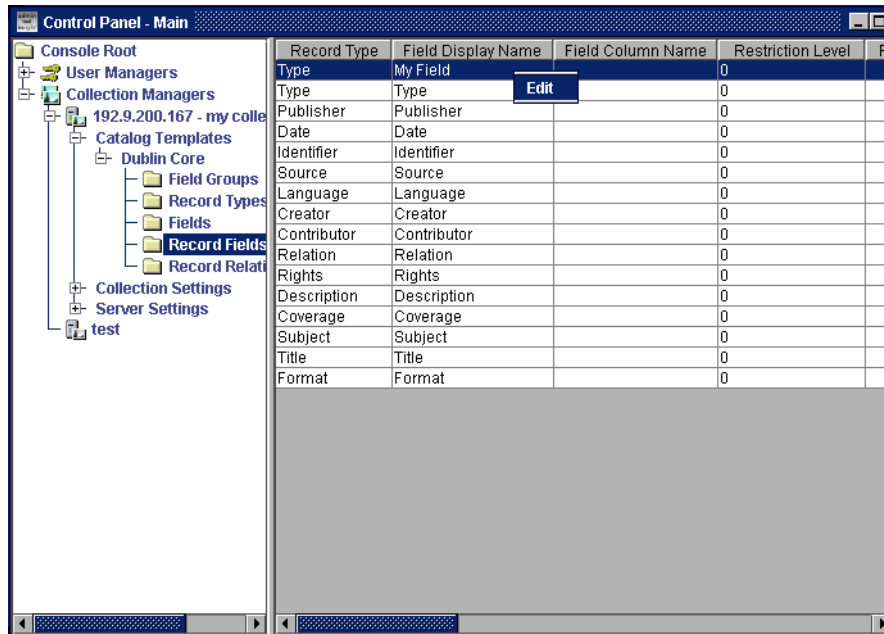 Control Panel - Main
Console Root
User Managers
Collection Managers
192.9.200.167 - my colle
Catalog Templates
Dublin Core
Field Groups
Record Types
Fields
Record Fields
Record Relati
Collection Settings
Server Settings
test
Record Type Field Display Name Field Column Name Restriction Level F
Type My Field 0
Edit
Type Type 0
Publisher Publisher 0
Date Date 0
Identifier Identifier 0
Source Source 0
Language Language 0
Creator Creator 0
Contributor Contributor 0
Relation Relation 0
Rights Rights 0
Description Description 0
Coverage Coverage 0
Subject Subject 0
Title Title 0
Format Format 0